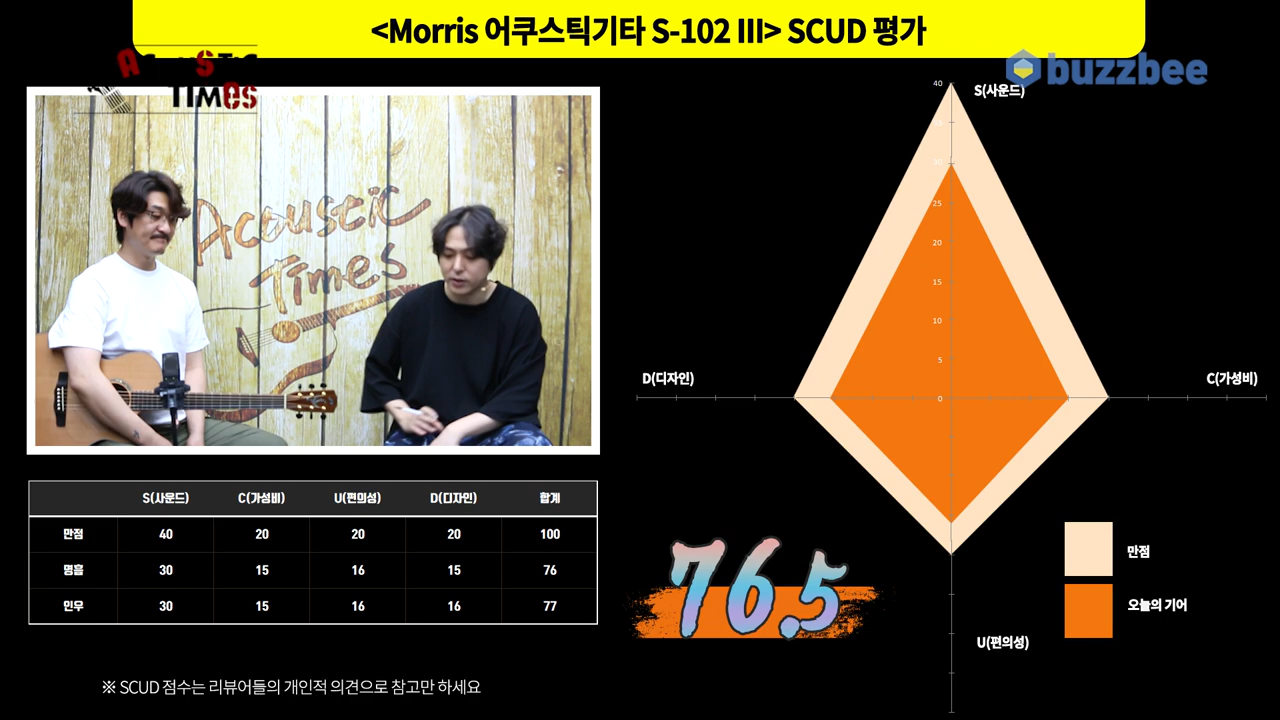 <Morris 어쿠스틱기타 S-102 III> SCUD 평가
ACOUSTIC
TIMES
buzzbee
Acoustic
Times
S(사운드)
40
35
30
25
20
15
10
5
0
D(디자인)
C(가성비)
U(편의성)
만점
오늘의 기어
S(사운드) C(가성비) U(편의성) D(디자인) 합계
만점 40 20 20 20 100
명흠 30 15 16 15 76
민우 30 15 16 16 77
76.5
※ SCUD 점수는 리뷰어들의 개인적 의견으로 참고만 하세요